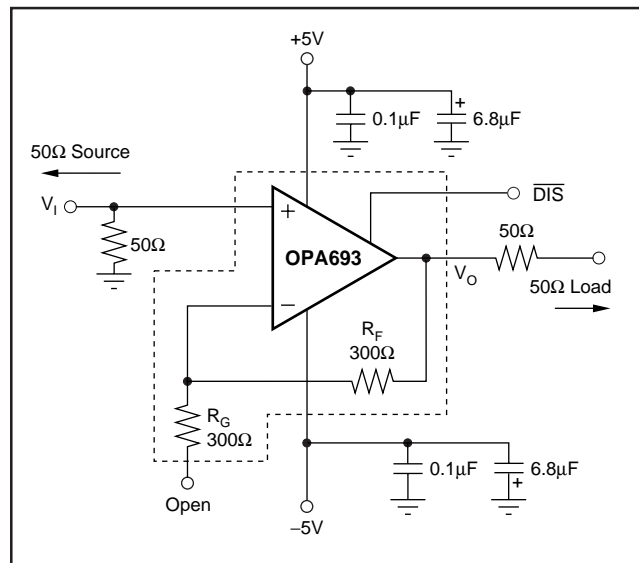 +5V
+
0.1μF
6.8μF
50Ω Source
V_I
50Ω
+
−
OPA693
D̅I̅S̅
50Ω
V_O
50Ω Load
R_F
300Ω
R_G
300Ω
Open
−5V
0.1μF
6.8μF
+